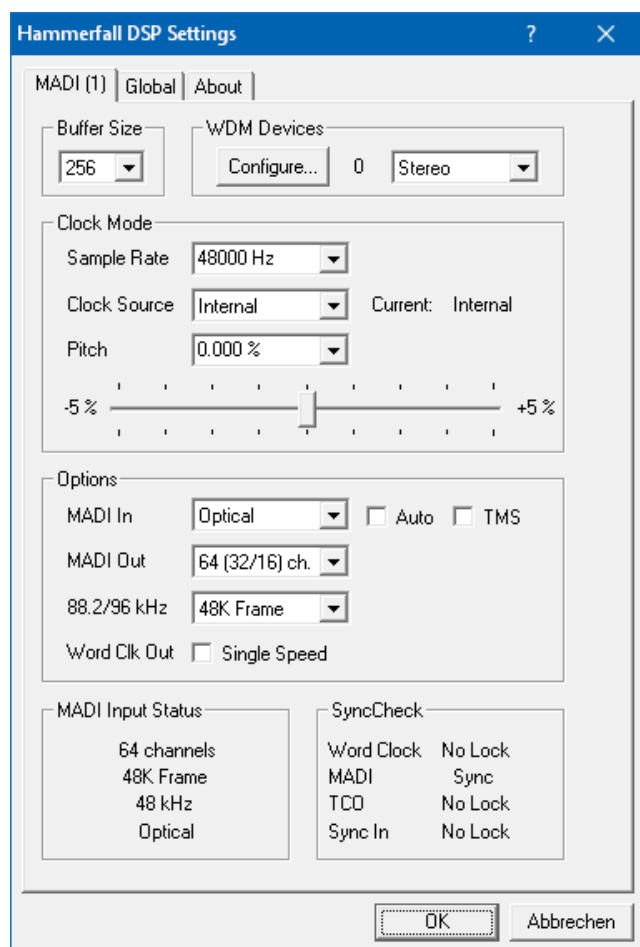 Hammerfall DSP Settings ? ×
MADI (1) Global About
Buffer Size WDM Devices
256 Configure... 0 Stereo
Clock Mode
Sample Rate 48000 Hz
Clock Source Internal Current: Internal
Pitch 0.000 %
-5 % +5 %
Options
MADI In Optical Auto TMS
MADI Out 64 (32/16) ch.
88.2/96 kHz 48K Frame
Word Clk Out Single Speed
MADI Input Status
64 channels
48K Frame
48 kHz
Optical
SyncCheck
Word Clock No Lock
MADI Sync
TCO No Lock
Sync In No Lock
OK Abbrechen